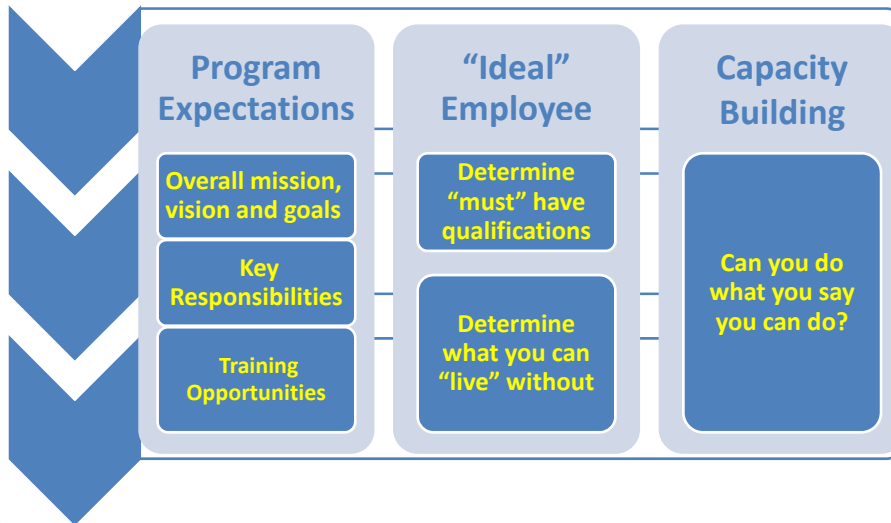 Program
Expectations
Overall mission,
vision and goals
Key
Responsibilities
Training
Opportunities
“Ideal”
Employee
Determine
“must” have
qualifications
Determine
what you can
“live” without
Capacity
Building
Can you do
what you say
you can do?